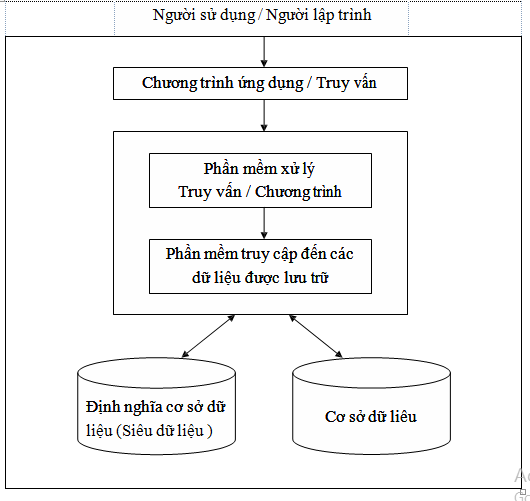 Người sử dụng / Người lập trình
Chương trình ứng dụng / Truy vấn
Phần mềm xử lý
Truy vấn / Chương trình
Phần mềm truy cập đến các
dữ liệu được lưu trữ
Định nghĩa cơ sở dữ
liệu (Siêu dữ liệu )
Cơ sở dữ liêu